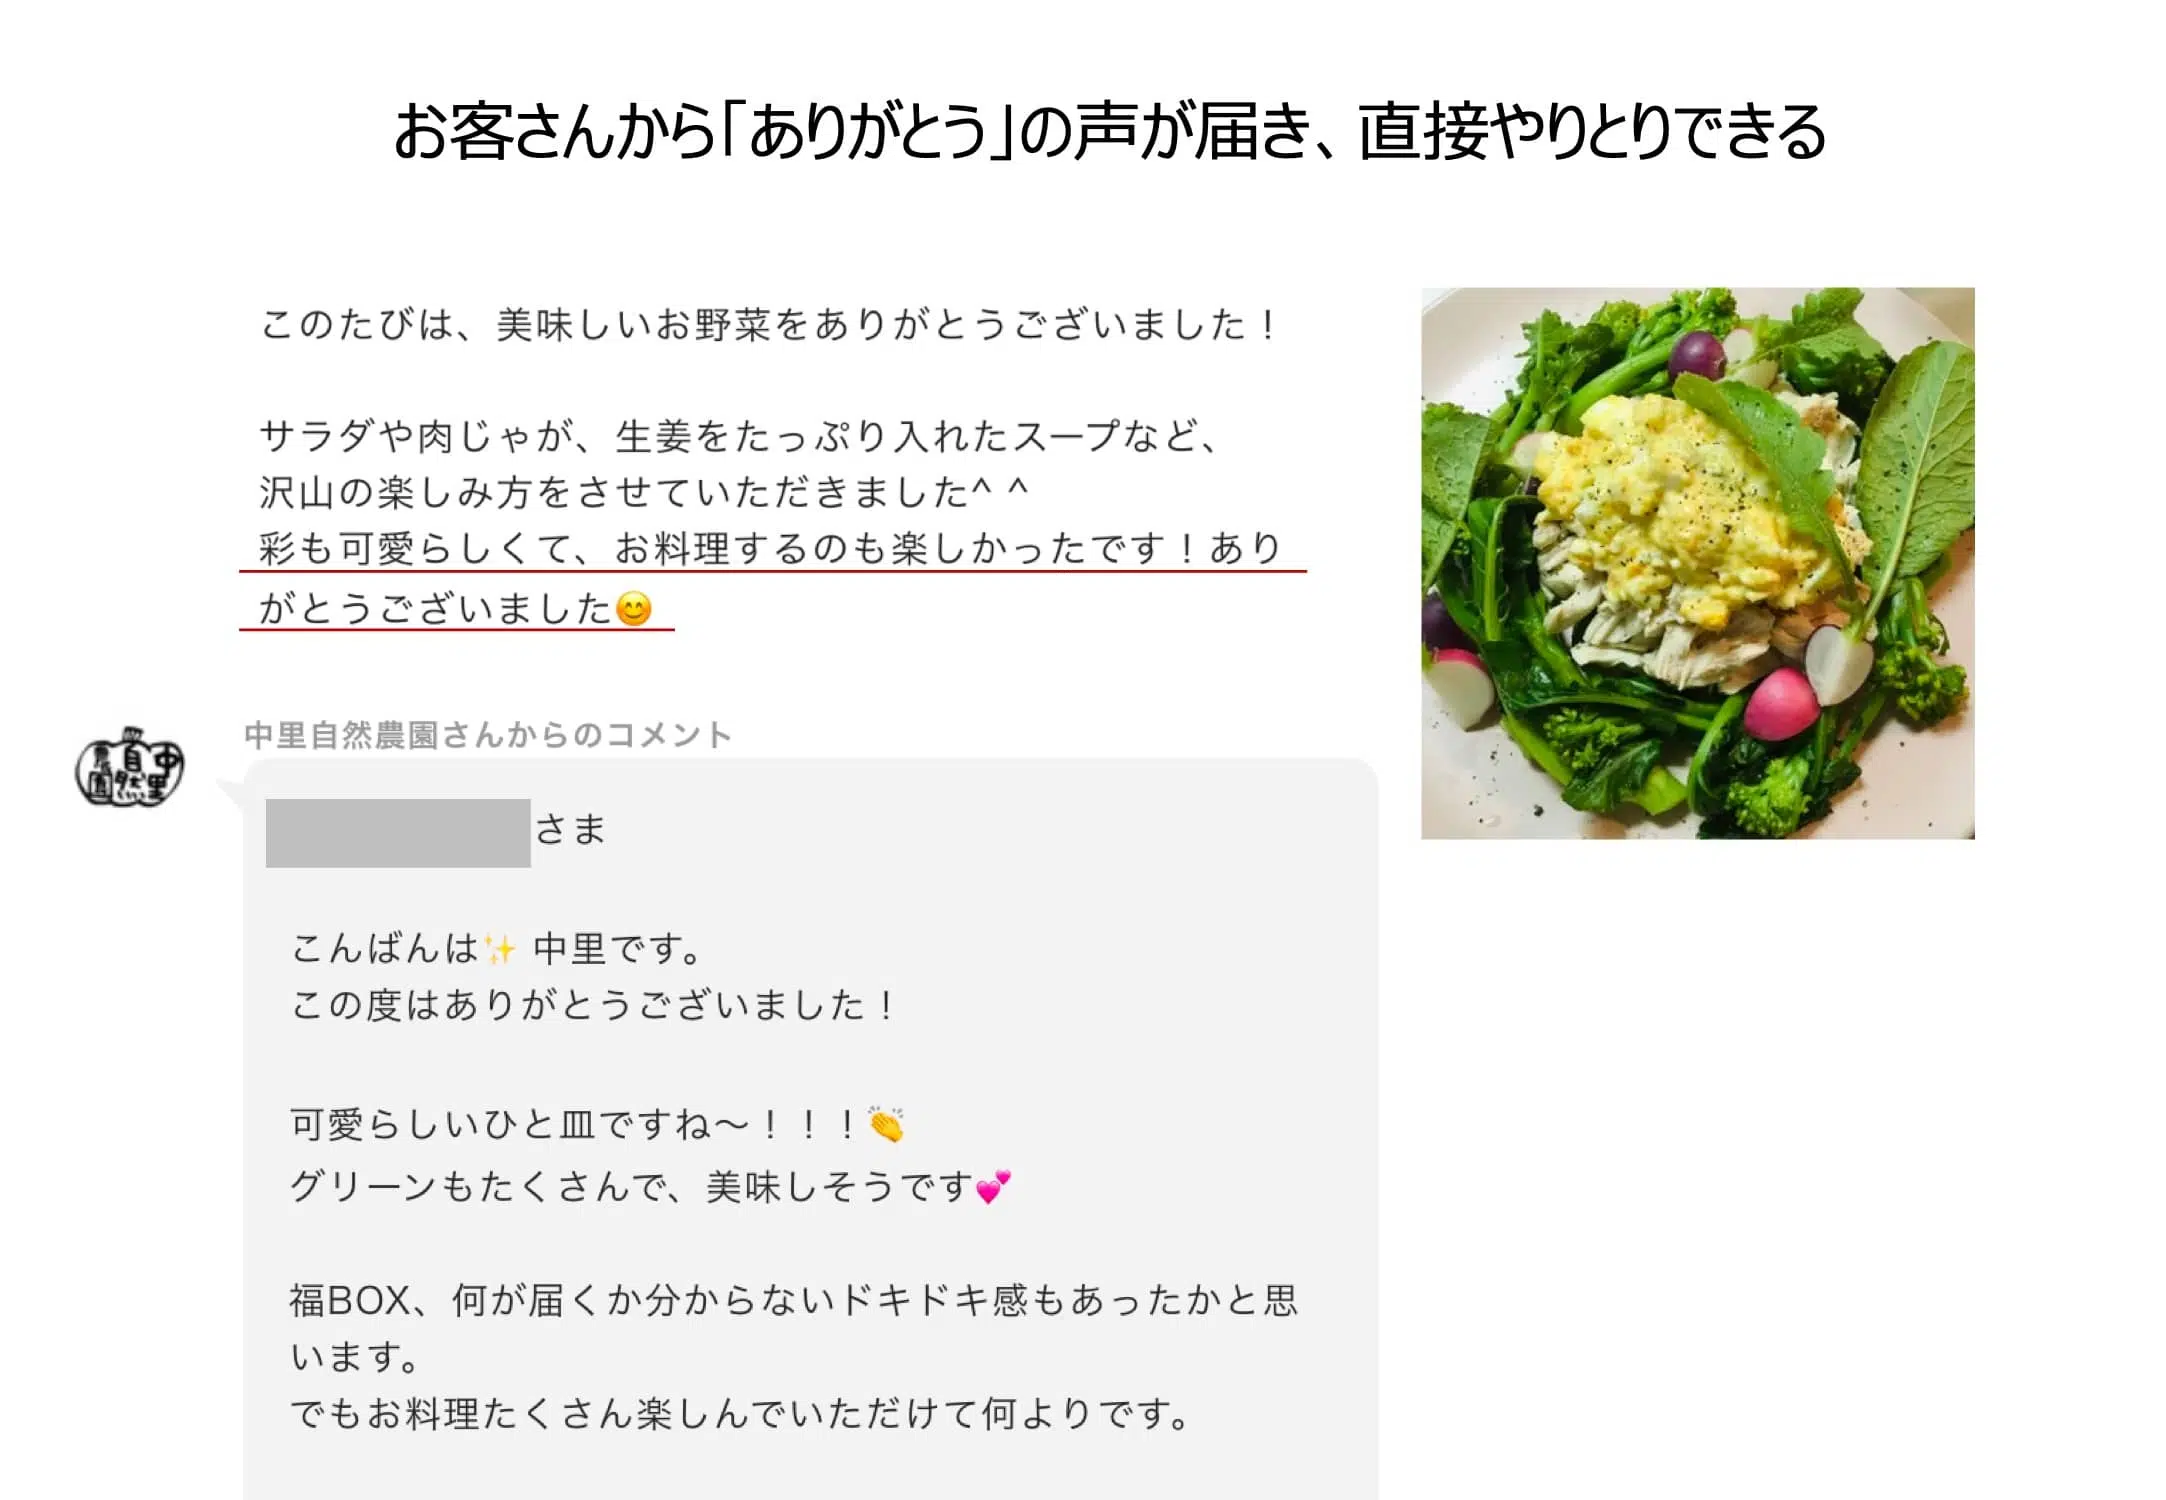 お客さんから「ありがとう」の声が届き、直接やりとりできる
このたびは、美味しいお野菜をありがとうございました！
サラダや肉じゃが、生姜をたっぷり入れたスープなど、
沢山の楽しみ方をさせていただきました^ ^
彩も可愛らしくて、お料理するのも楽しかったです！あり
がとうございました😊
中里自然農園さんからのコメント
中里自然農園
さま
こんばんは✨ 中里です。
この度はありがとうございました！
可愛らしいひと皿ですね〜！！！👏
グリーンもたくさんで、美味しそうです💕
福BOX、何が届くか分からないドキドキ感もあったかと思
います。
でもお料理たくさん楽しんでいただけて何よりです。